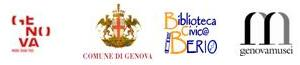 GE
NO
VA
COMUNE DI GENOVA
Biblioteca
Civica
BERIO
m
genovamusei